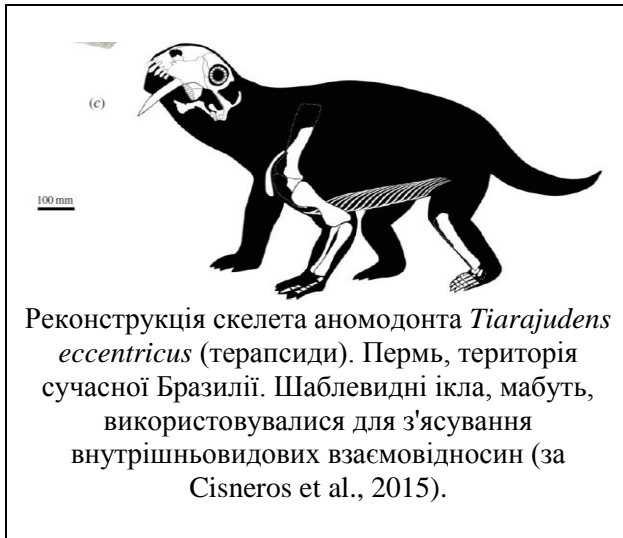 (c)
100 mm
Реконструкція скелета аномодонта Tiarajudens
eccentricus (терапсиди). Пермь, територія
сучасної Бразилії. Шаблевидні ікла, мабуть,
використовувалися для з'ясування
внутрішньовидових взаємовідносин (за
Cisneros et al., 2015).